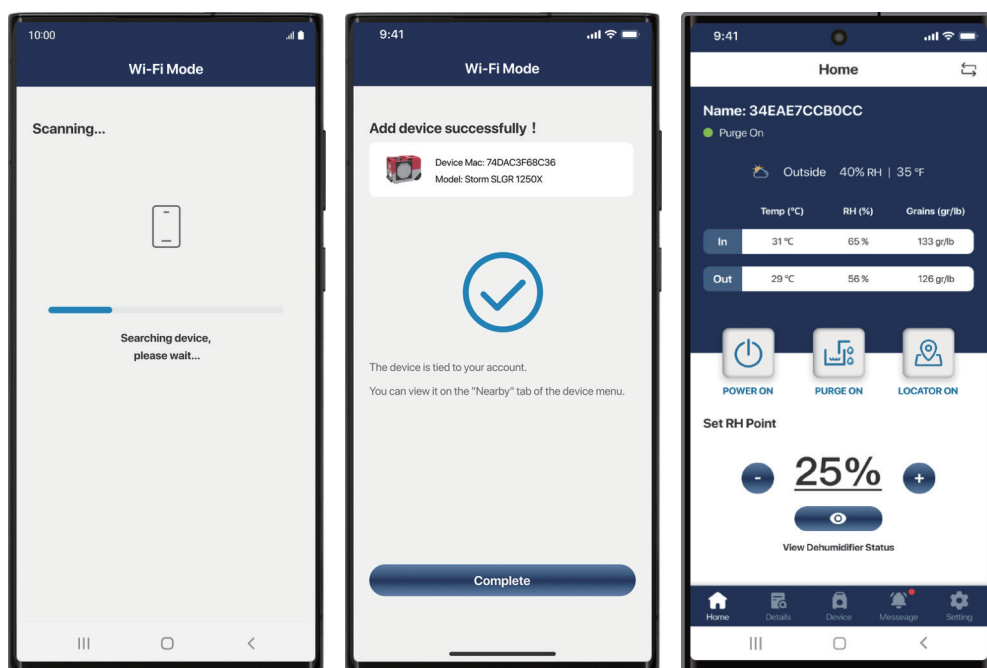 10:00
Wi-Fi Mode
Scanning...
Searching device,
please wait...
9:41
Wi-Fi Mode
Add device successfully !
Device Mac: 74DAC3F68C36
Model: Storm SLGR 1250X
The device is tied to your account.
You can view it on the "Nearby" tab of the device menu.
Complete
9:41
Home
Name: 34EAE7CCB0CC
Purge On
Outside 40% RH | 35 ℉
Temp (℃) RH (%) Grains (gr/lb)
In 31 ℃ 65 % 133 gr/lb
Out 29 ℃ 56 % 126 gr/lb
POWER ON PURGE ON LOCATOR ON
Set RH Point
- 25% +
View Dehumidifier Status
Home Details Device Messeage Setting